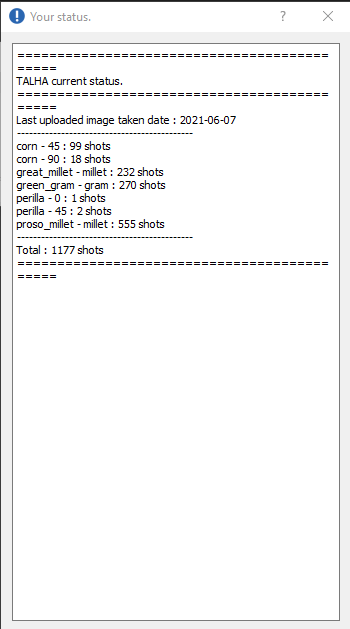 Your status.
?
=======================================
=====
TALHA current status.
=======================================
=====
Last uploaded image taken date : 2021-06-07
--------------------------------------------
corn - 45 : 99 shots
corn - 90 : 18 shots
great_millet - millet : 232 shots
green_gram - gram : 270 shots
perilla - 0 : 1 shots
perilla - 45 : 2 shots
proso_millet - millet : 555 shots
--------------------------------------------
Total : 1177 shots
=======================================
=====